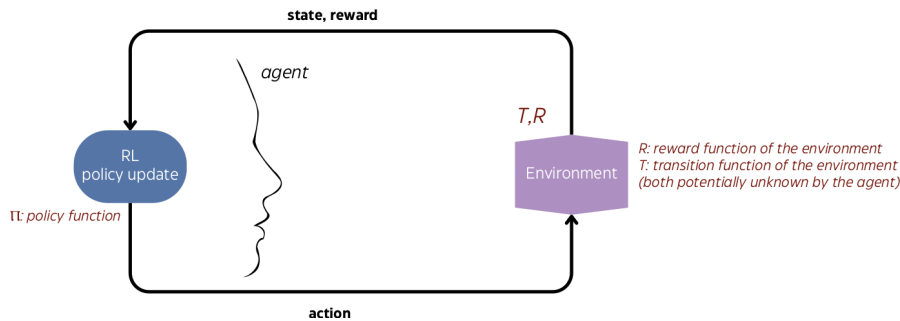 state, reward
agent
T,R
RL
policy update
Environment
R: reward function of the environment
T: transition function of the environment
(both potentially unknown by the agent)
Π: policy function
action